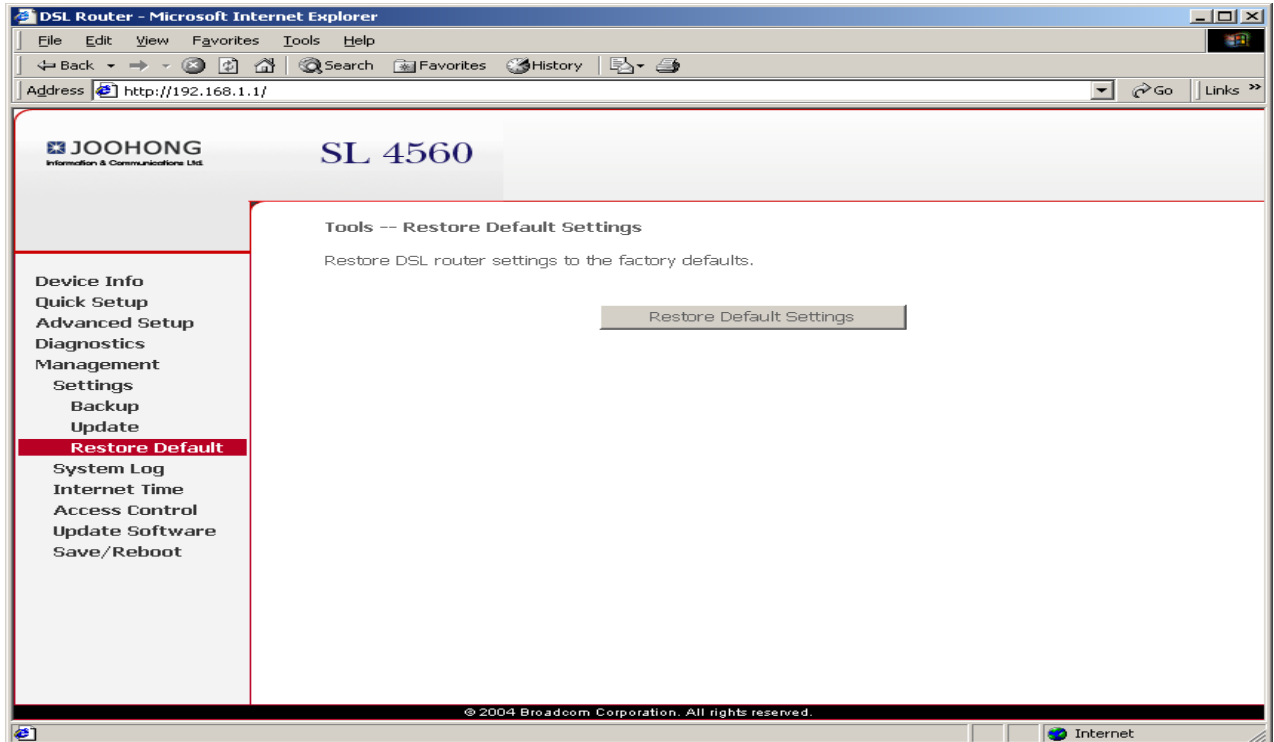 DSL Router - Microsoft Internet Explorer
File Edit View Favorites Tools Help
Back Search Favorites History
Address http://192.168.1.1/ Go Links »
JOOHONG
Information & Communications Ltd.
SL 4560
Tools -- Restore Default Settings
Restore DSL router settings to the factory defaults.
Restore Default Settings
Device Info
Quick Setup
Advanced Setup
Diagnostics
Management
Settings
Backup
Update
Restore Default
System Log
Internet Time
Access Control
Update Software
Save/Reboot
© 2004 Broadcom Corporation. All rights reserved.
Internet